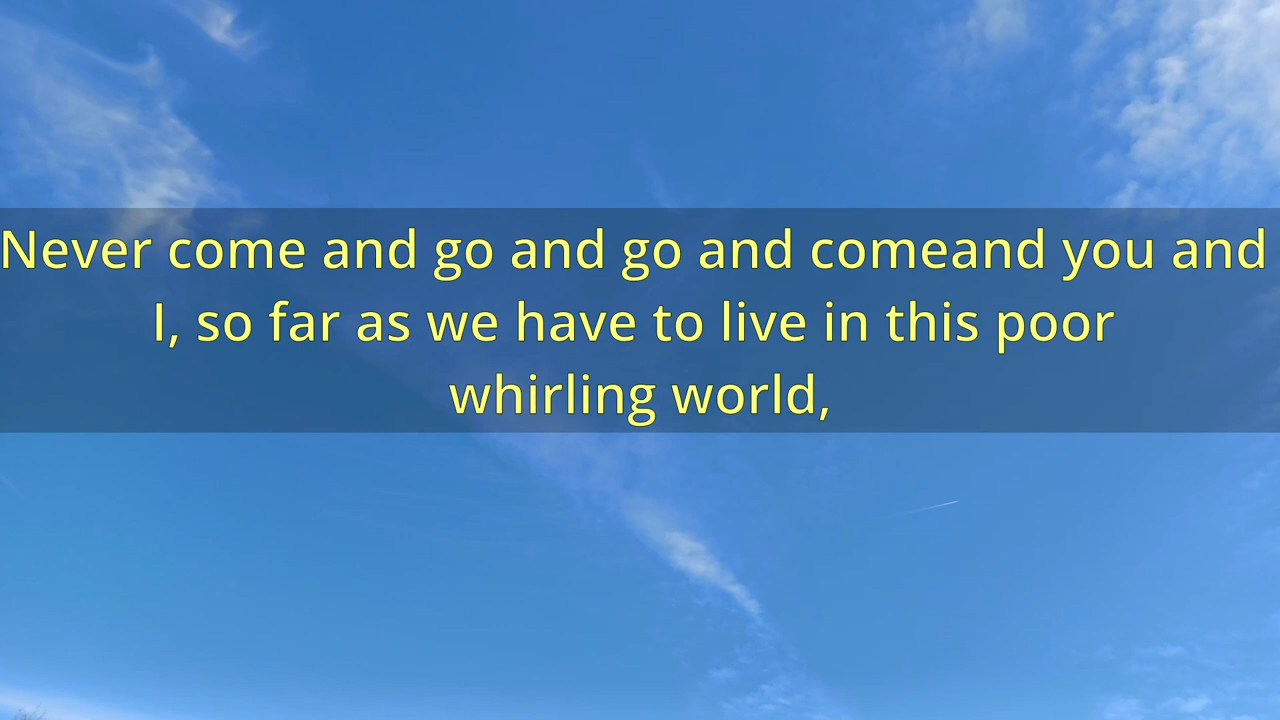 Never come and go and go and comeand you and
I, so far as we have to live in this poor
whirling world,